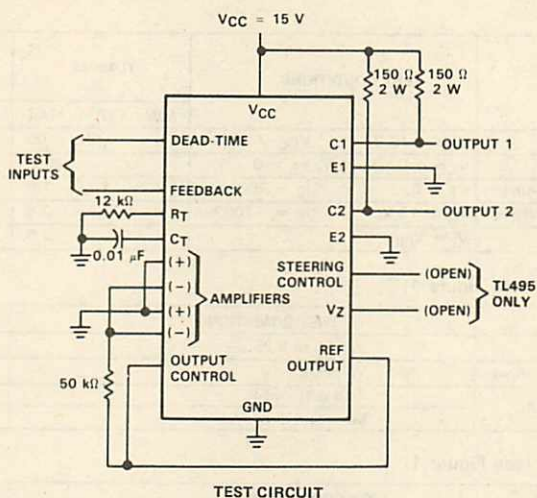 VCC = 15 V
150 Ω 150 Ω
2 W 2 W
VCC
DEAD-TIME
C1
OUTPUT 1
TEST
INPUTS
E1
FEEDBACK
12 kΩ
RT
C2
OUTPUT 2
CT
0.01 µF
E2
(+)
(−)
AMPLIFIERS
(+)
(−)
STEERING
CONTROL
(OPEN)
TL495
ONLY
VZ
(OPEN)
OUTPUT
CONTROL
REF
OUTPUT
50 kΩ
GND
TEST CIRCUIT